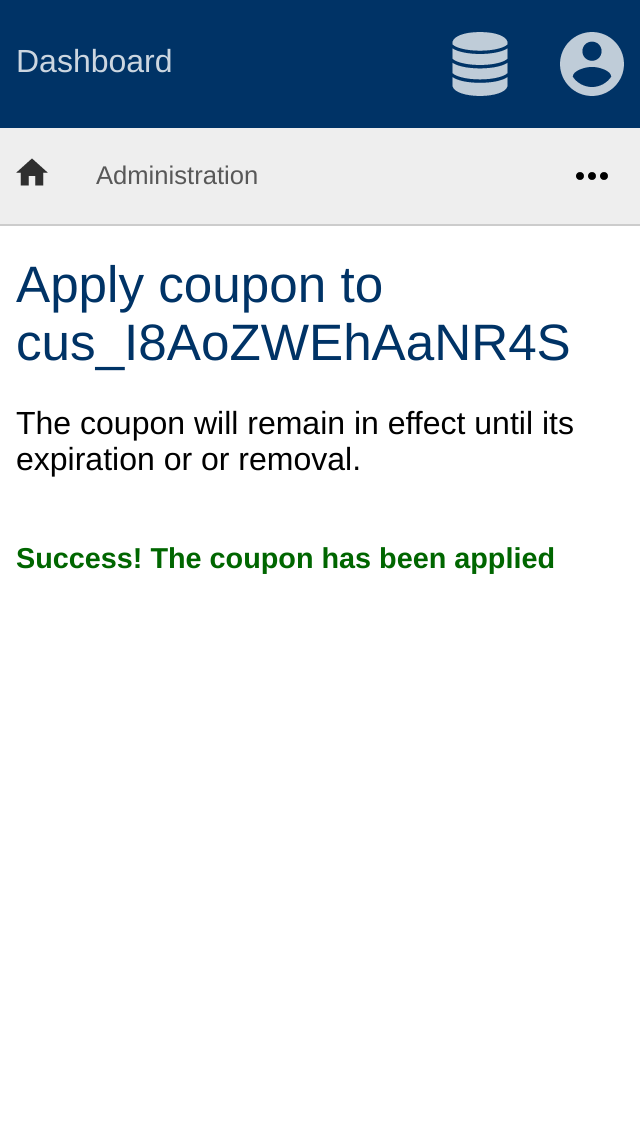 Dashboard
Administration
Apply coupon to
cus_I8AoZWEhAaNR4S
The coupon will remain in effect until its
expiration or or removal.
Success! The coupon has been applied